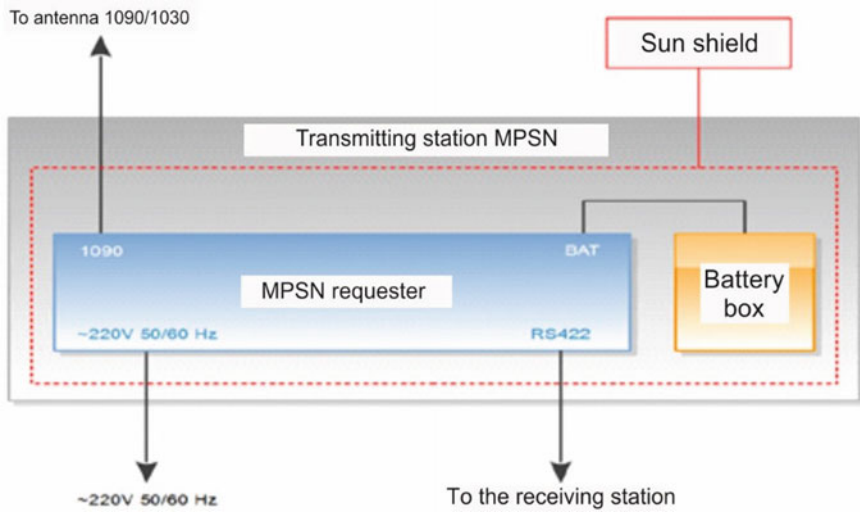 To antenna 1090/1030
Sun shield
Transmitting station MPSN
1090
BAT
MPSN requester
Battery
box
~220V 50/60 Hz
RS422
~220V 50/60 Hz
To the receiving station